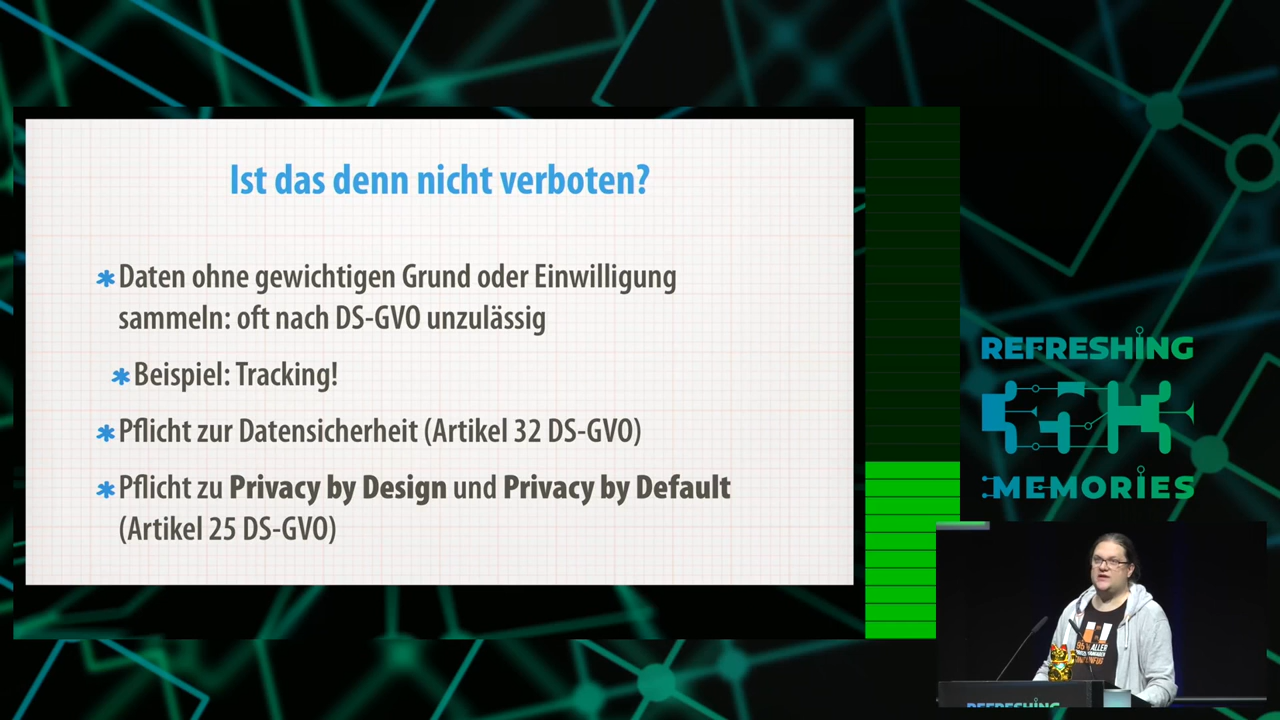 Ist das denn nicht verboten?
* Daten ohne gewichtigen Grund oder Einwilligung
sammeln: oft nach DS-GVO unzulässig
* Beispiel: Tracking!
* Pflicht zur Datensicherheit (Artikel 32 DS-GVO)
* Pflicht zu Privacy by Design und Privacy by Default
(Artikel 25 DS-GVO)
REFRESHING
MEMORIES
ALLER
REFRESHING